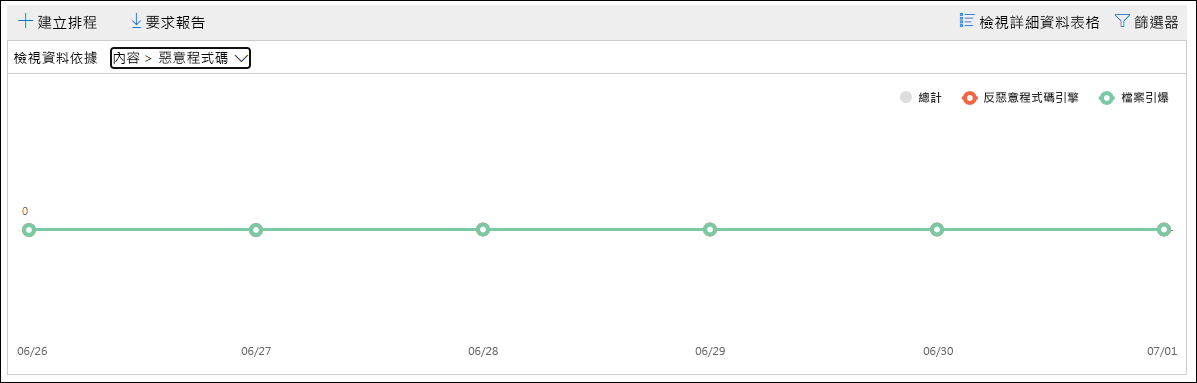 建立排程 要求報告 檢視詳細資料表格 篩選器
檢視資料依據 內容 > 惡意程式碼
總計 反惡意程式碼引擎 檔案引爆
0
06/26 06/27 06/28 06/29 06/30 07/01